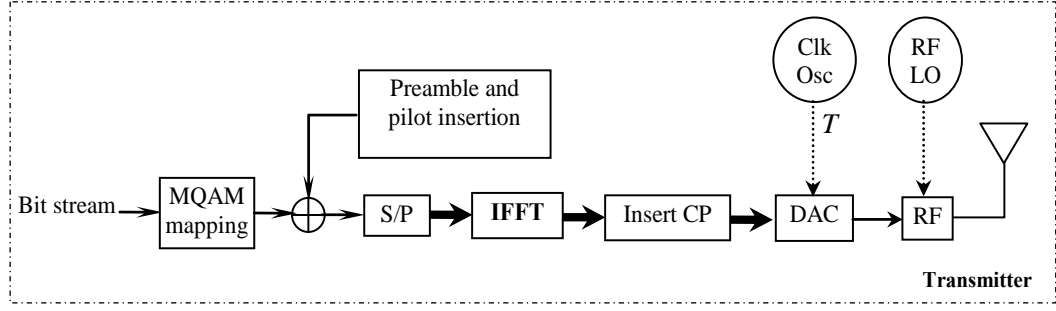 Clk
Osc
RF
LO
Preamble and
pilot insertion
T
Bit stream
MQAM
mapping
S/P
IFFT
Insert CP
DAC
RF
Transmitter